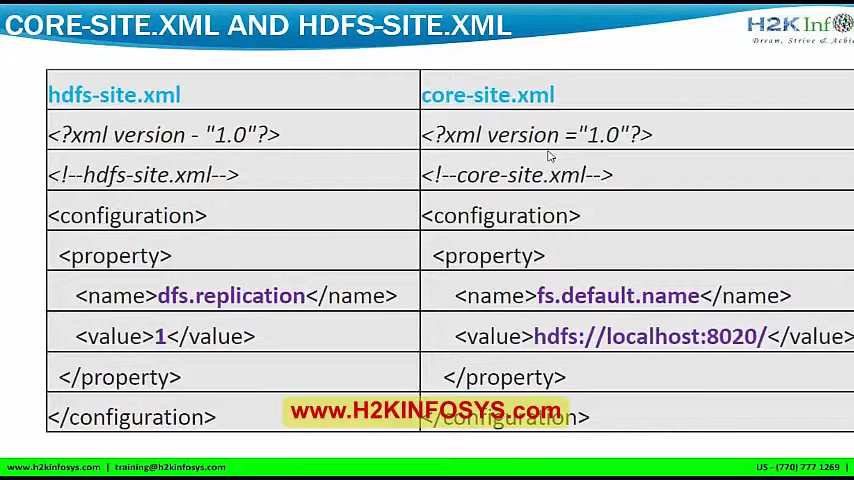 CORE-SITE.XML AND HDFS-SITE.XML
H2K Inf
Dream, Strive & Achi
hdfs-site.xml core-site.xml
<?xml version - "1.0"?> <?xml version ="1.0"?>
<!--hdfs-site.xml--> <!--core-site.xml-->
<configuration> <configuration>
<property> <property>
<name>dfs.replication</name> <name>fs.default.name</name>
<value>1</value> <value>hdfs://localhost:8020/</value>
</property> </property>
</configuration> </configuration>
www.H2KINFOSYS.com
www.h2kinfosys.com | training@h2kinfosys.com US - (770) 777 1269 |